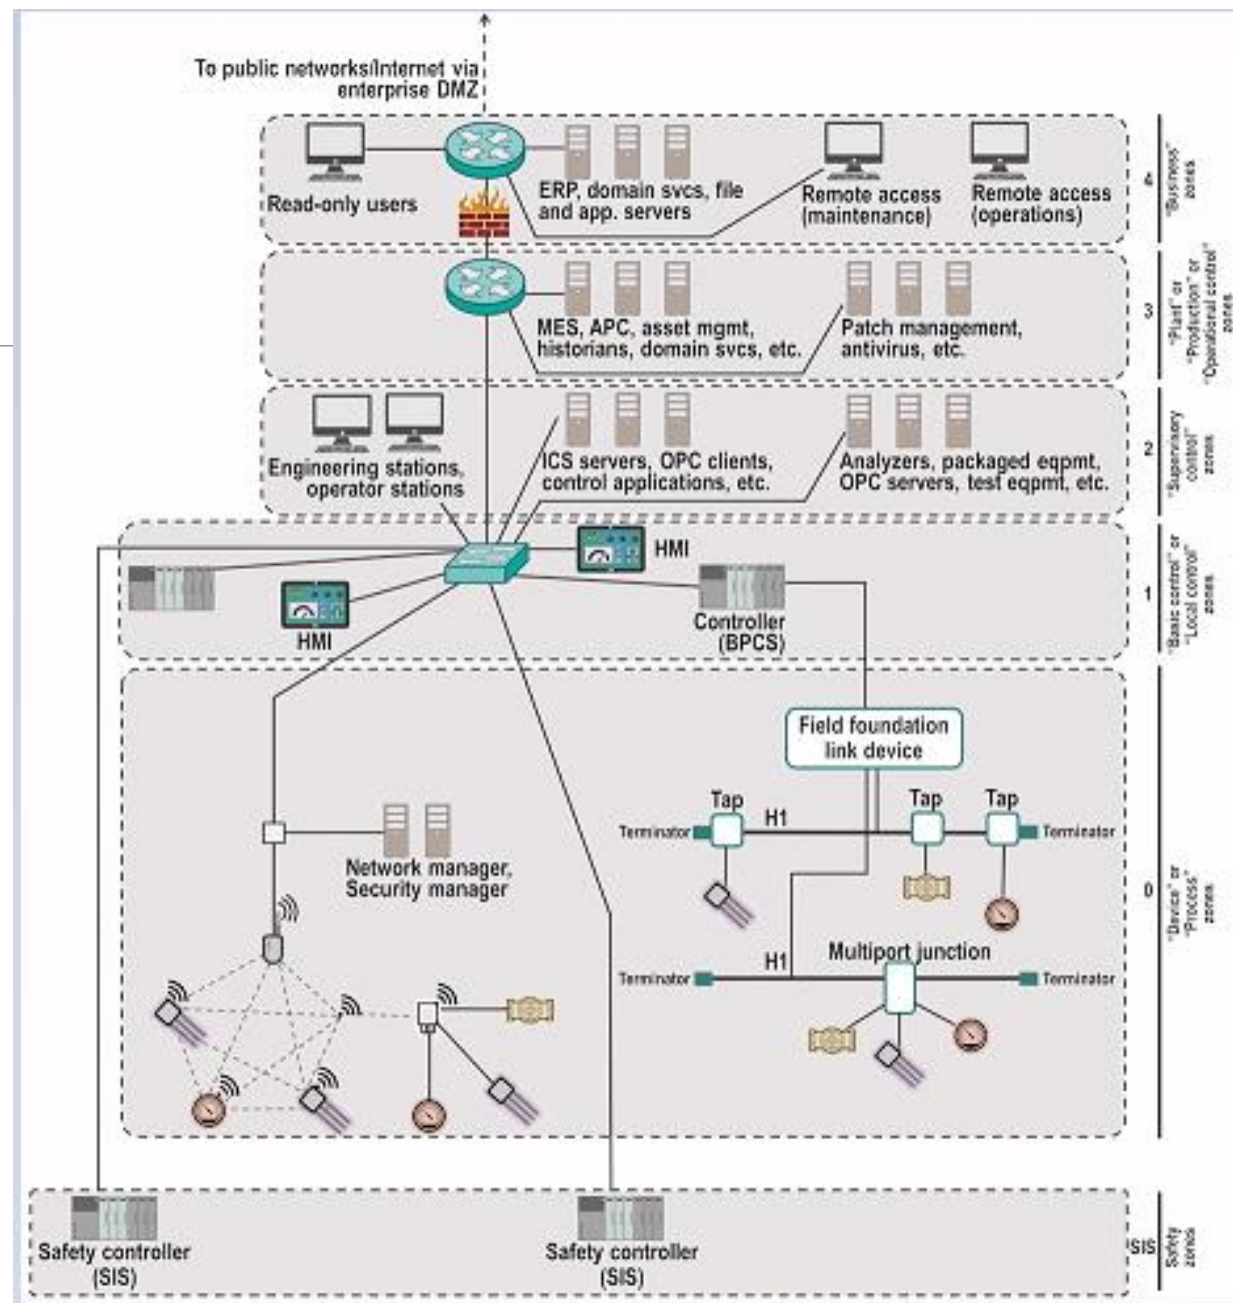 To public networks/Internet via
enterprise DMZ
Read-only users
ERP, domain svcs, file
and app. servers
Remote access
(maintenance)
Remote access
(operations)
4+
"Business"
zones
MES, APC, asset mgmt,
historians, domain svcs, etc.
Patch management,
antivirus, etc.
3
"Plant" or
"Production" or
"Operational control"
zones
Engineering stations,
operator stations
ICS servers, OPC clients,
control applications, etc.
Analyzers, packaged eqpmt,
OPC servers, test eqpmt, etc.
2
"Supervisory
control"
zones
HMI
HMI
Controller
(BPCS)
1
"Basic control" or
"Local control"
zones
Field foundation
link device
Tap
H1
Tap
Tap
Terminator
Terminator
Network manager,
Security manager
Multiport junction
H1
Terminator
Terminator
0
"Device" or
"Process"
zones
Safety controller
(SIS)
Safety controller
(SIS)
SIS
Safety
zones